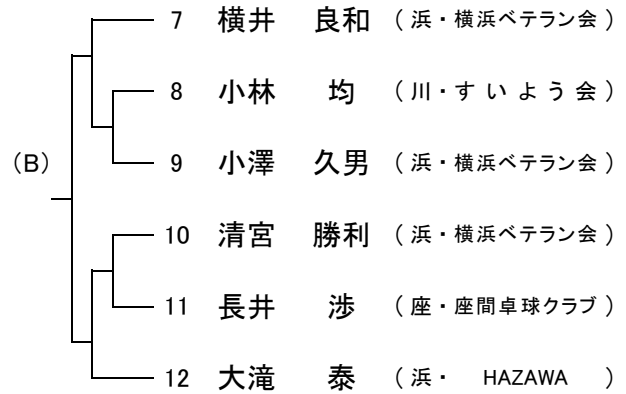 7 横井 良和 (浜・横浜ベテラン会)
8 小林 均 (川・すいよう会)
(B) 9 小澤 久男 (浜・横浜ベテラン会)
10 清宮 勝利 (浜・横浜ベテラン会)
11 長井 渉 (座・座間卓球クラブ)
12 大滝 泰 (浜・ HAZAWA )